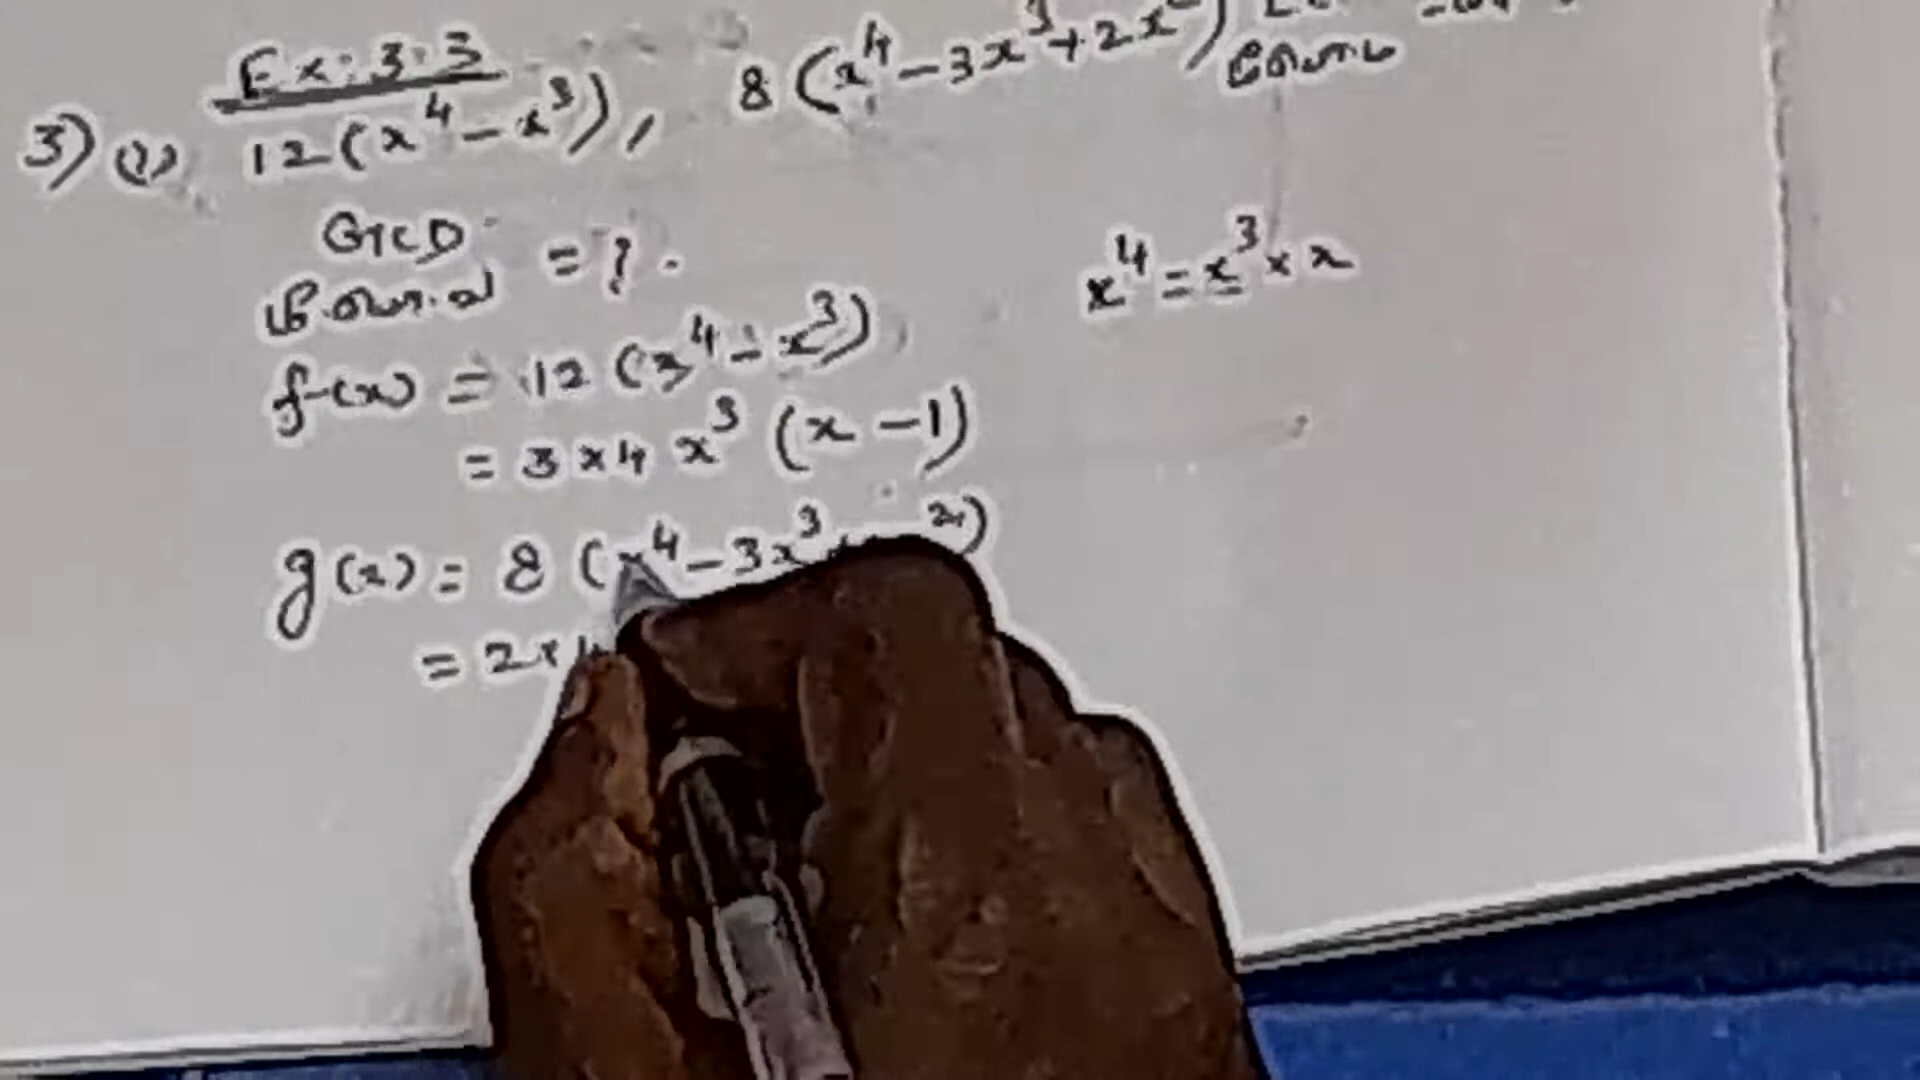 Ex: 3.3
3) (i) 12(x⁴ - x³), 8(x⁴ - 3x³ + 2x²)
GCD = ?
x⁴ = x³ × x
f(x) = 12 (x⁴ - x³)
= 3 × 4 x³ (x - 1)
g(x) = 8 (x⁴ - 3x³
= 2 × 4